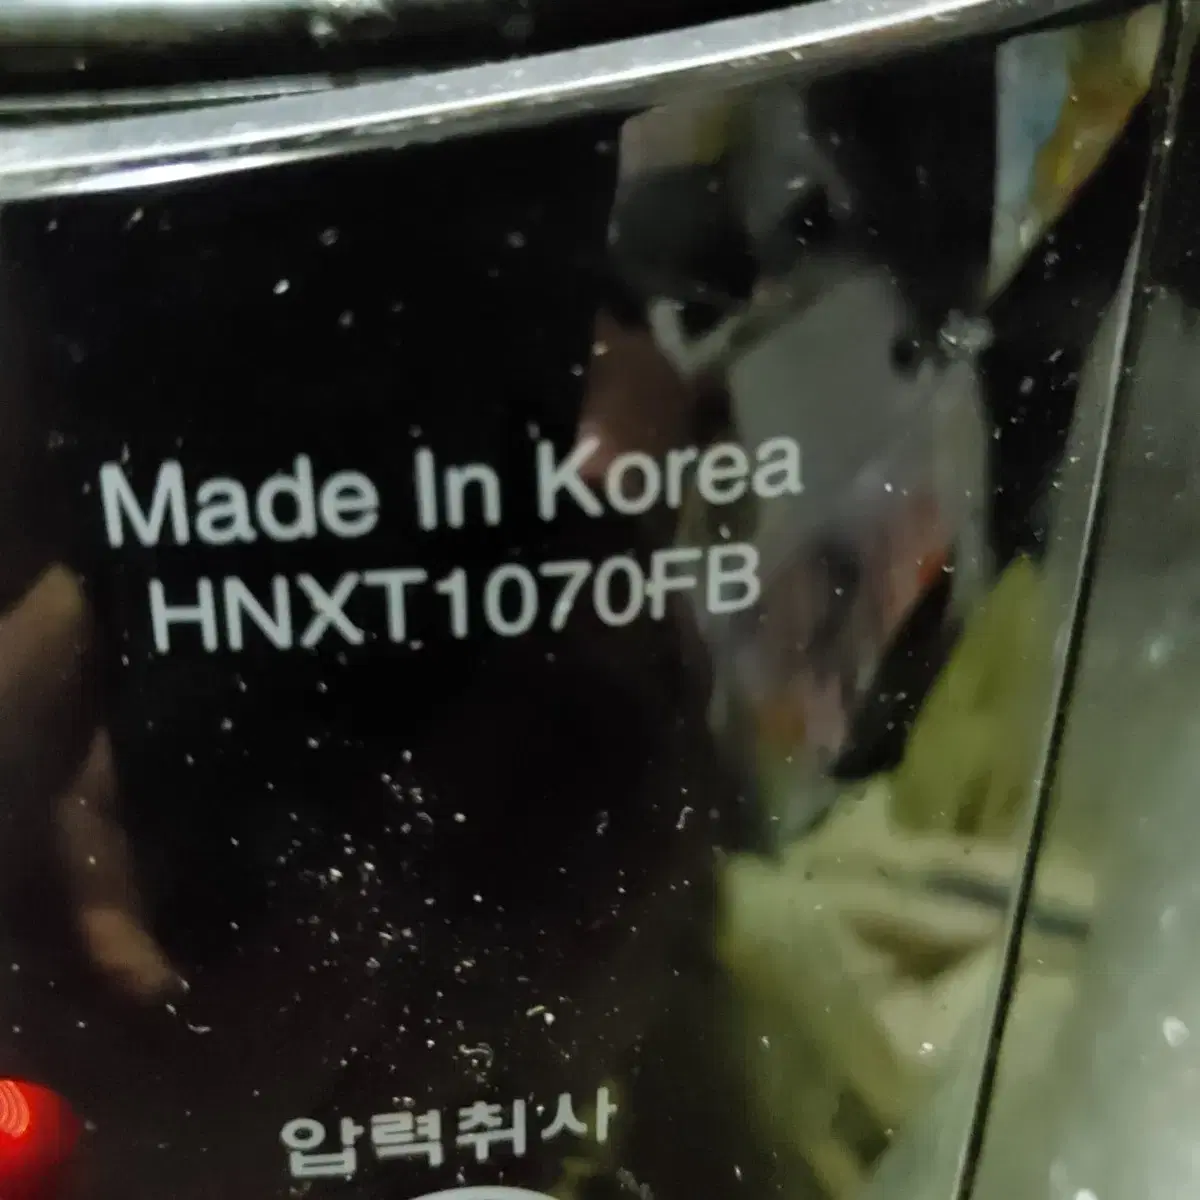 Made In Korea
HNXT1070FB
압력취사